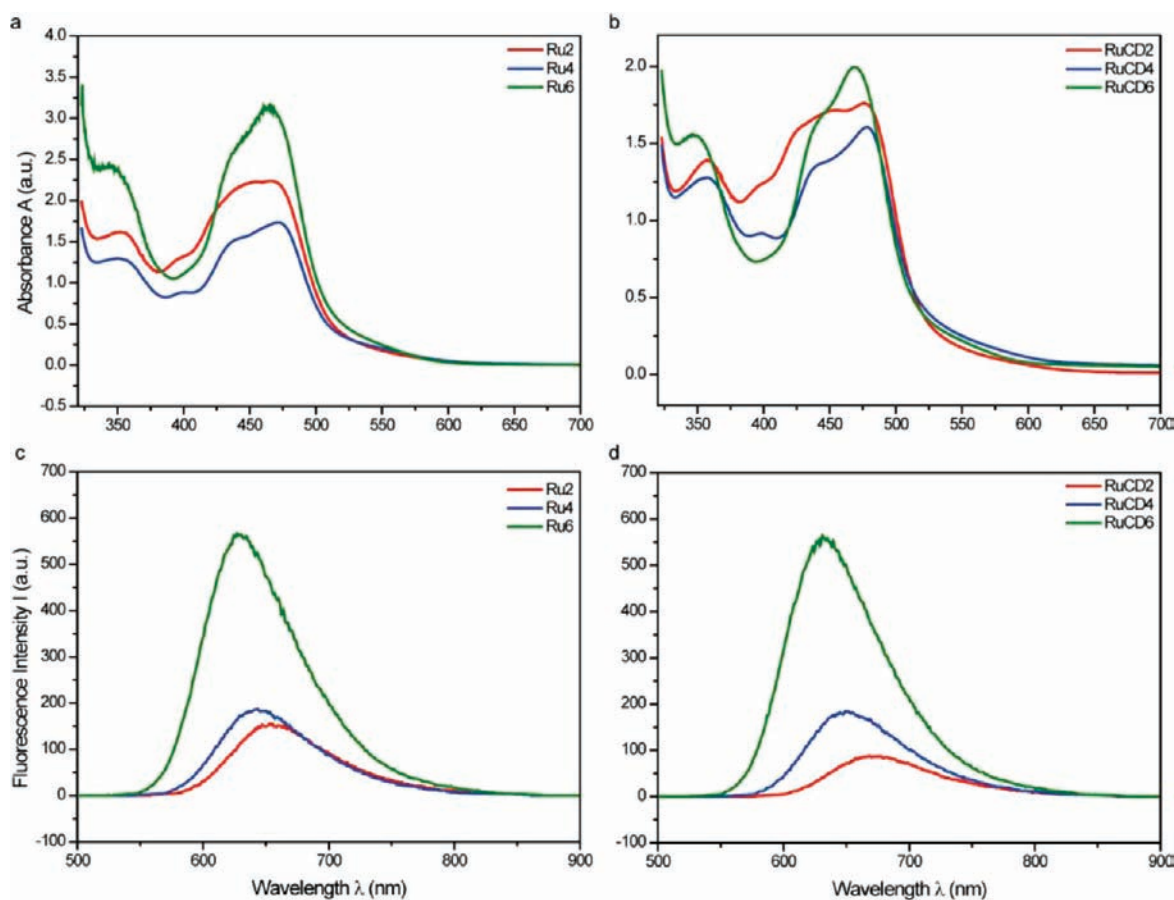 a
Absorbance A (a.u.)
4.0
3.5
3.0
2.5
2.0
1.5
1.0
0.5
0.0
-0.5
350 400 450 500 550 600 650 700
Ru2
Ru4
Ru6
b
2.0
1.5
1.0
0.5
0.0
350 400 450 500 550 600 650 700
RuCD2
RuCD4
RuCD6
c
Fluorescence Intensity I (a.u.)
700
600
500
400
300
200
100
0
-100
500 600 700 800 900
Wavelength λ (nm)
Ru2
Ru4
Ru6
d
700
600
500
400
300
200
100
0
-100
500 600 700 800 900
Wavelength λ (nm)
RuCD2
RuCD4
RuCD6